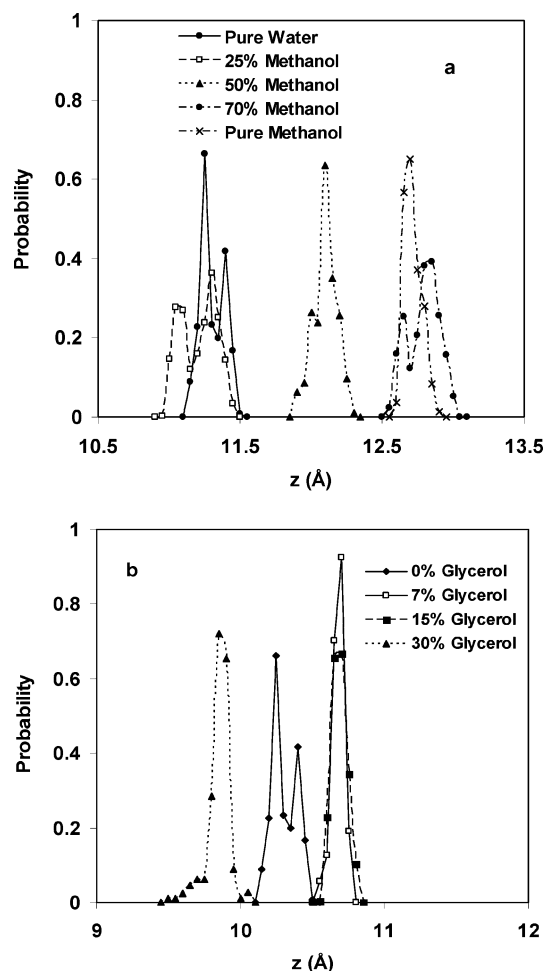 1
Pure Water
25% Methanol
a
0.8
50% Methanol
70% Methanol
Pure Methanol
0.6
Probability
0.4
0.2
0
10.5
11.5
12.5
13.5
z (Å)
1
b
0% Glycerol
7% Glycerol
0.8
15% Glycerol
30% Glycerol
0.6
Probability
0.4
0.2
0
9
10
11
12
z (Å)